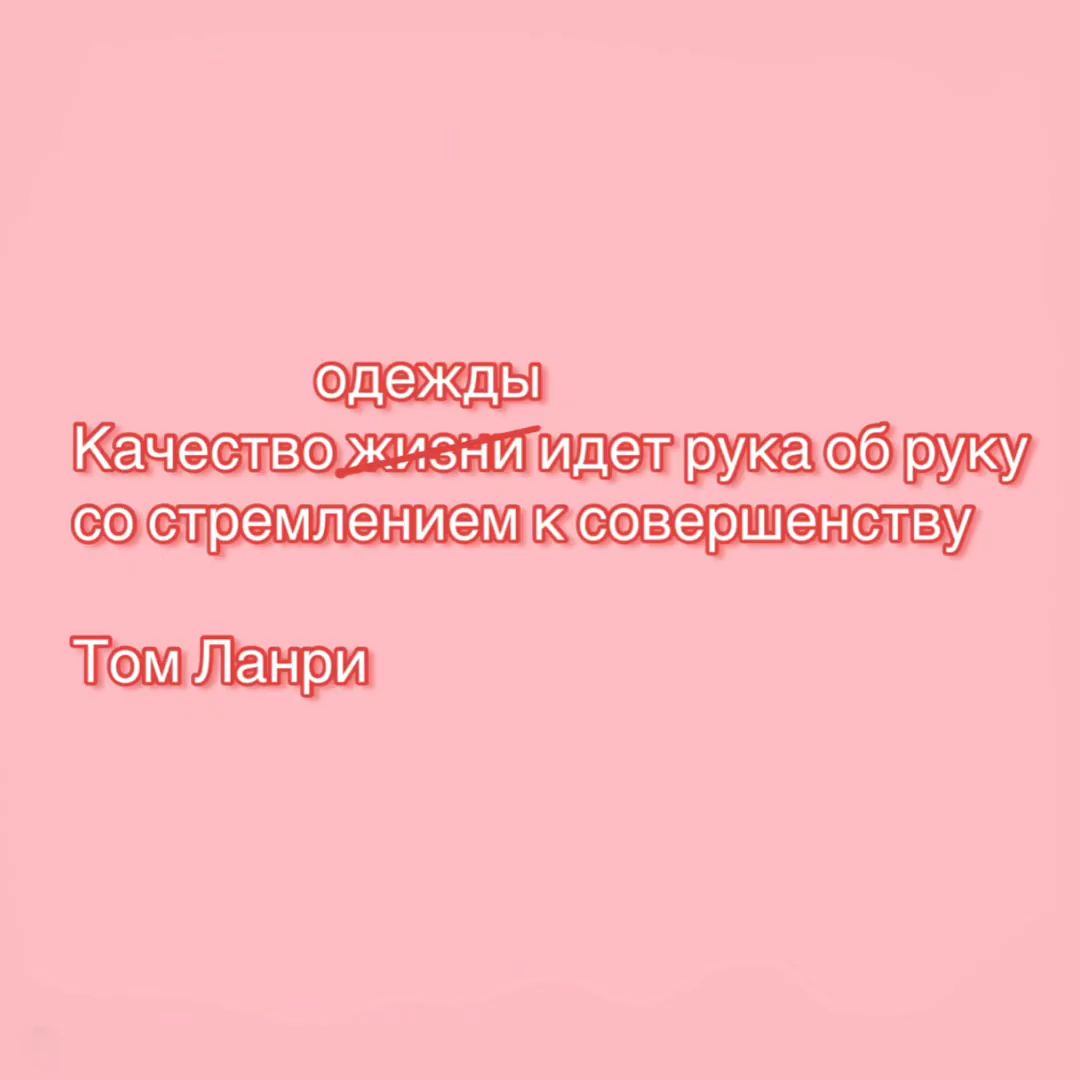 одежды
Качество жизни идет рука об руку
со стремлением к совершенству
Том Ланри